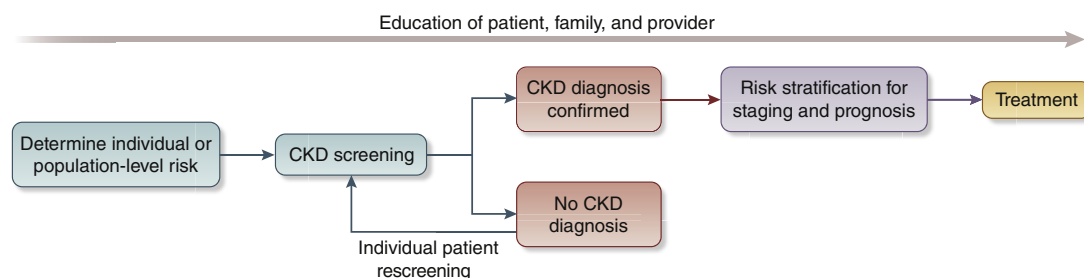 Education of patient, family, and provider
Determine individual or
population-level risk
CKD screening
CKD diagnosis
confirmed
Risk stratification for
staging and prognosis
Treatment
No CKD
diagnosis
Individual patient
rescreening